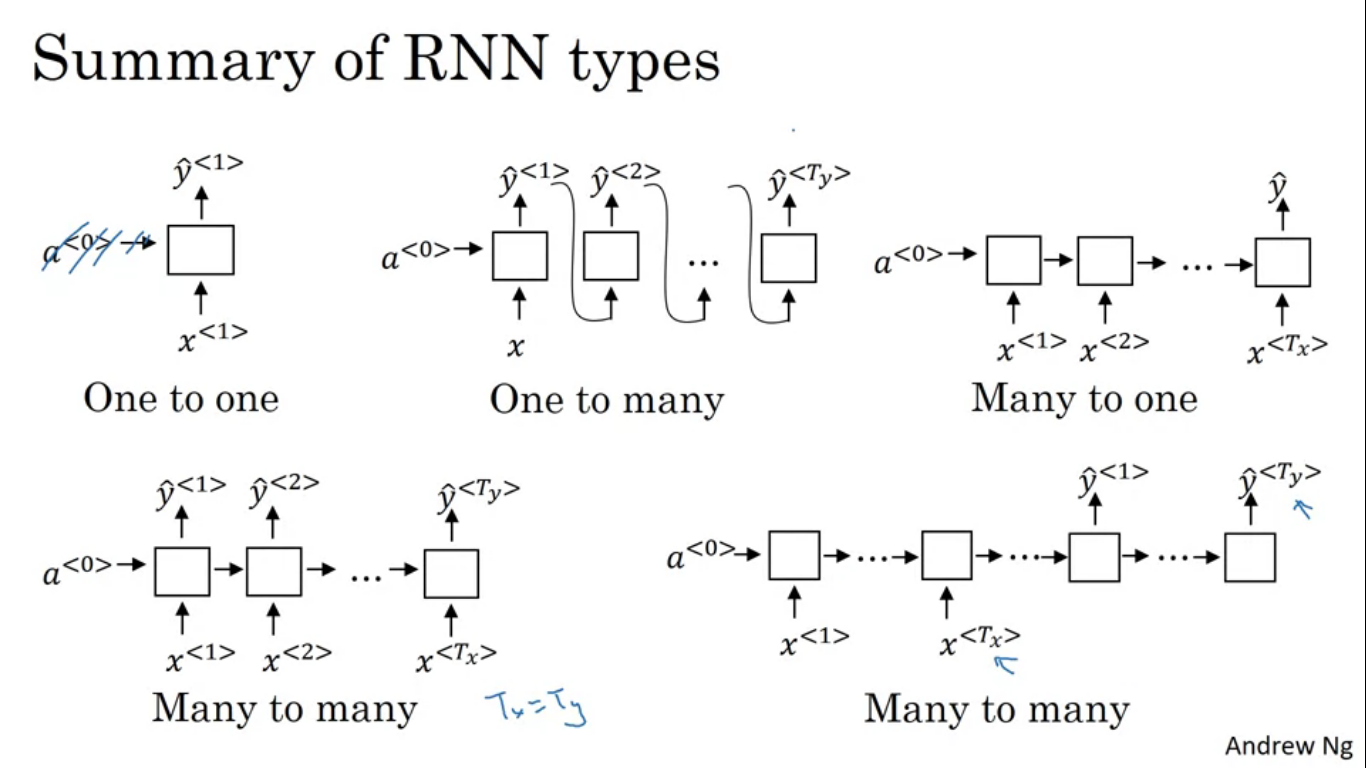 Summary of RNN types
ŷ<1>
a<0>
x<1>
One to one
ŷ<1> ŷ<2> ŷ<Ty>
a<0> ...
x
One to many
ŷ
a<0> ...
x<1> x<2> x<Tx>
Many to one
ŷ<1> ŷ<2> ŷ<Ty>
a<0> ...
x<1> x<2> x<Tx>
Many to many Tx=Ty
ŷ<1> ŷ<Ty>
a<0> ... ... ...
x<1> x<Tx>
Many to many
Andrew Ng